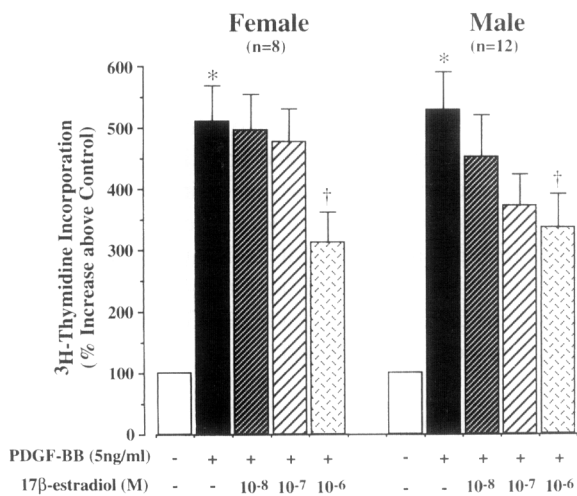 Female Male
(n=8) (n=12)
³H-Thymidine Incorporation
(% Increase above Control)
600
500
400
300
200
100
0
* *
† †
PDGF-BB (5ng/ml) - + + + + - + + + +
17β-estradiol (M) - - 10-8 10-7 10-6 - - 10-8 10-7 10-6